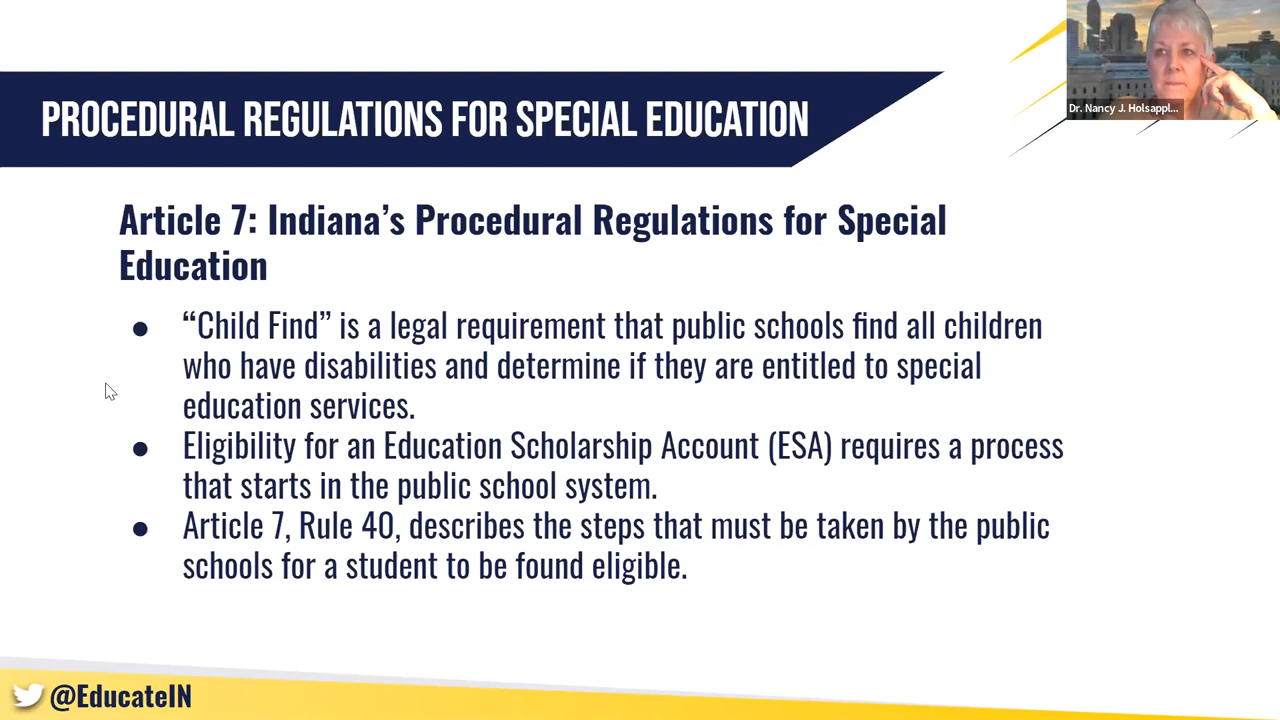 Dr. Nancy J. Holsappl...
PROCEDURAL REGULATIONS FOR SPECIAL EDUCATION
Article 7: Indiana’s Procedural Regulations for Special
Education
● “Child Find” is a legal requirement that public schools find all children
who have disabilities and determine if they are entitled to special
education services.
● Eligibility for an Education Scholarship Account (ESA) requires a process
that starts in the public school system.
● Article 7, Rule 40, describes the steps that must be taken by the public
schools for a student to be found eligible.
@EducateIN